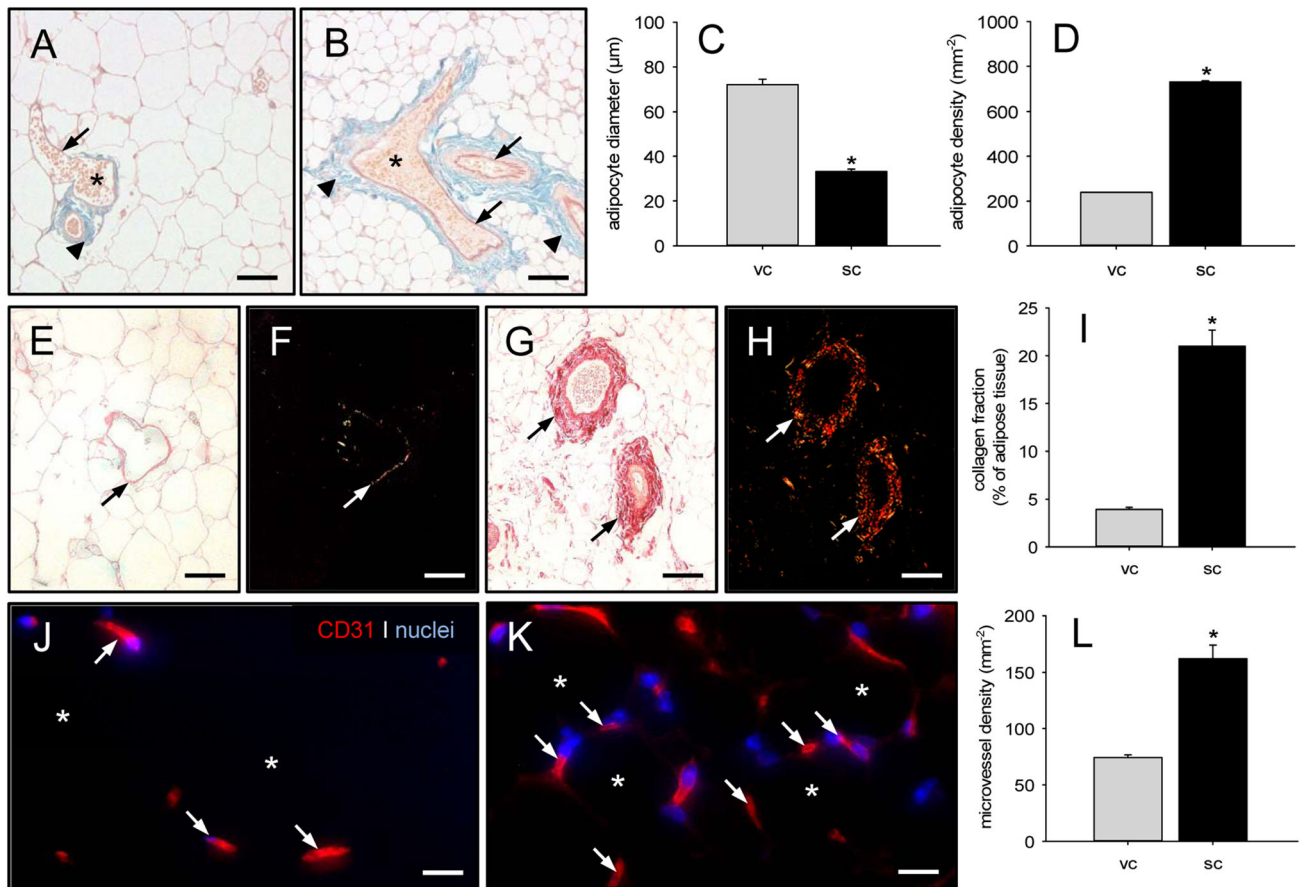 A
*
B
*
C
adipocyte diameter (µm)
100
80
60
40
20
0
*
vc
sc
D
adipocyte density (mm⁻²)
1000
800
600
400
200
0
*
vc
sc
E
F
G
H
I
collagen fraction
(% of adipose tissue)
25
20
15
10
5
0
*
vc
sc
J
CD31 I nuclei
*
*
K
*
*
*
*
L
microvessel density (mm⁻²)
200
150
100
50
0
*
vc
sc